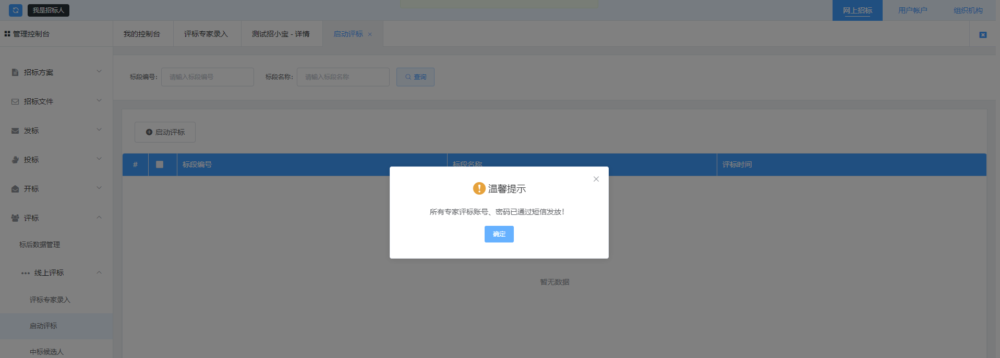 我是招标人
网上招标
用户帐户
组织机构
管理控制台
我的控制台
评标专家录入
测试招小宝 - 详情
启动评标 ×
招标方案
标段编号：
请输入标段编号
标段名称：
请输入标段名称
查询
招标文件
发标
启动评标
投标
#
标段编号
标段名称
评标时间
开标
温馨提示
所有专家评标账号、密码已通过短信发放！
确定
评标
标后数据管理
线上评标
暂无数据
评标专家录入
启动评标
中标候选人